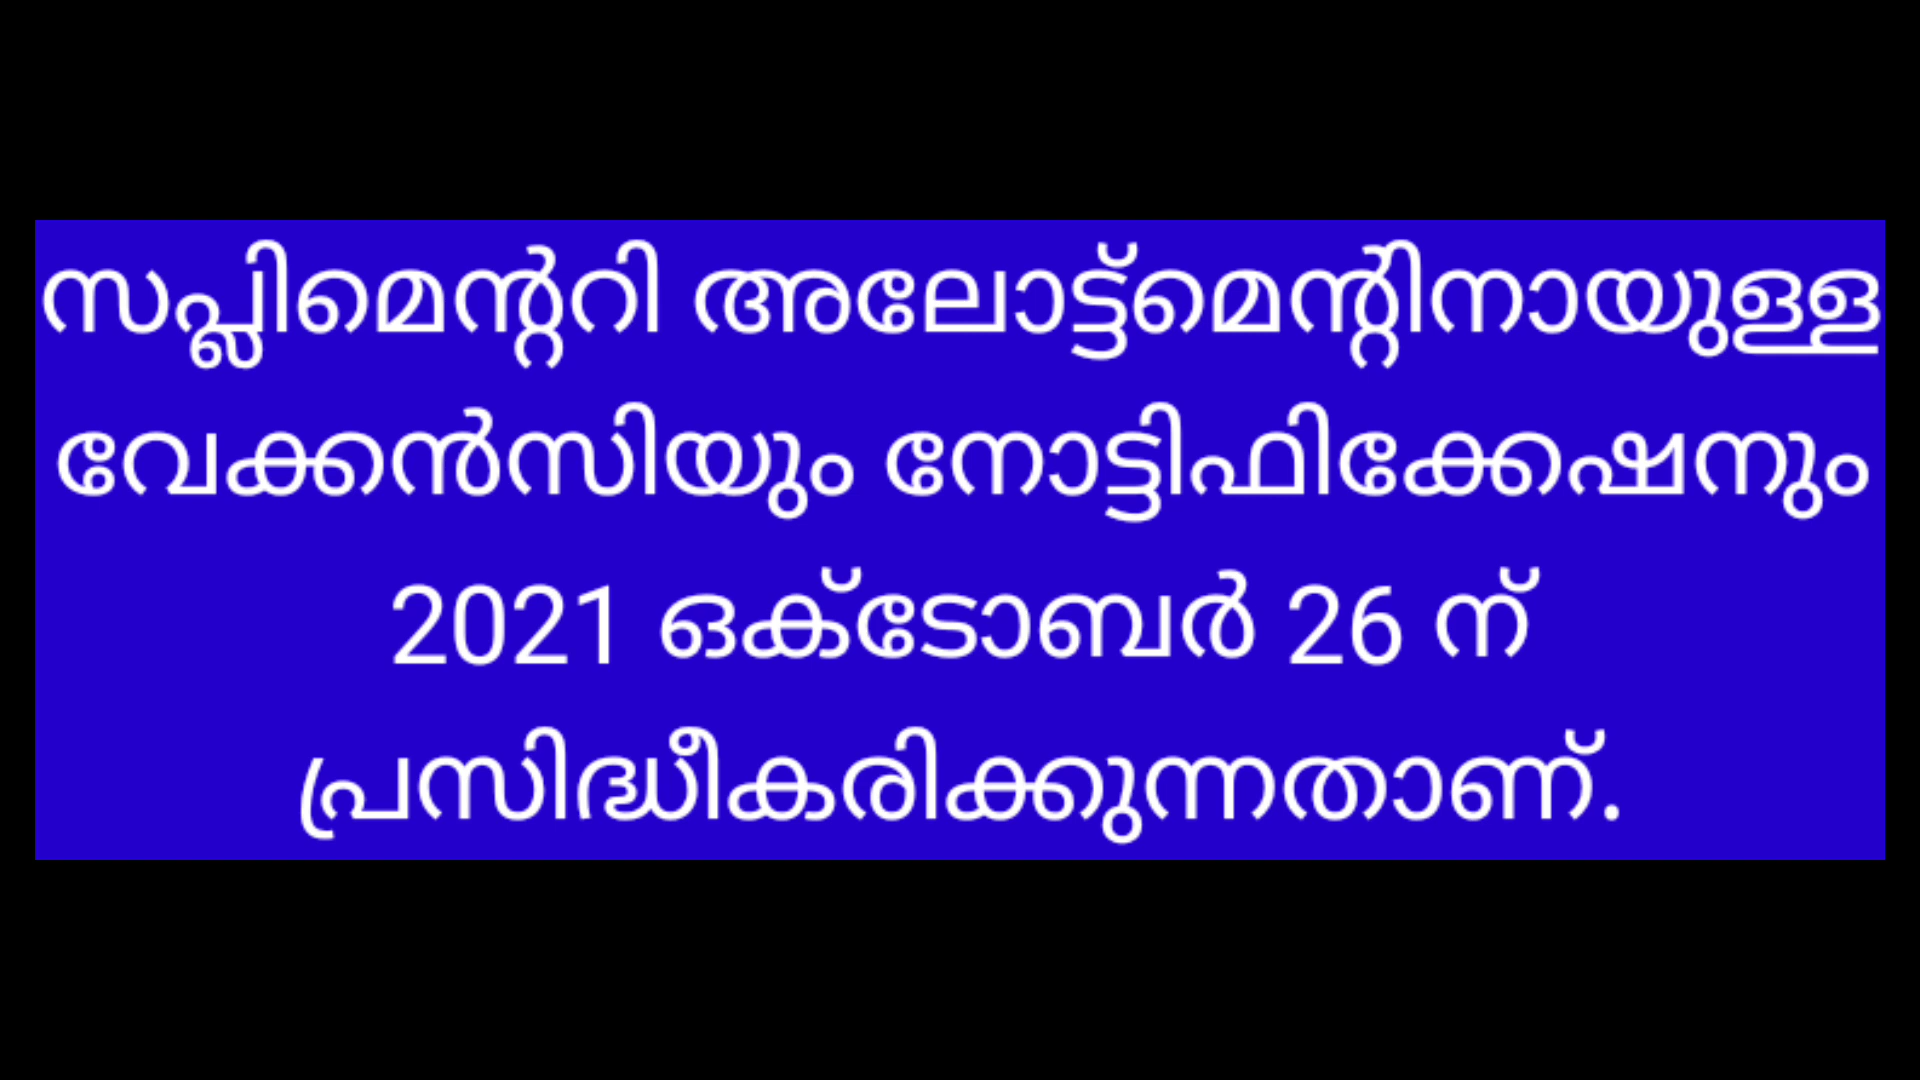 സപ്ലിമെന്ററി അലോട്ട്മെന്റിനായുള്ള
വേക്കൻസിയും നോട്ടിഫിക്കേഷനും
2021 ഒക്ടോബർ 26 ന്
പ്രസിദ്ധീകരിക്കുന്നതാണ്.